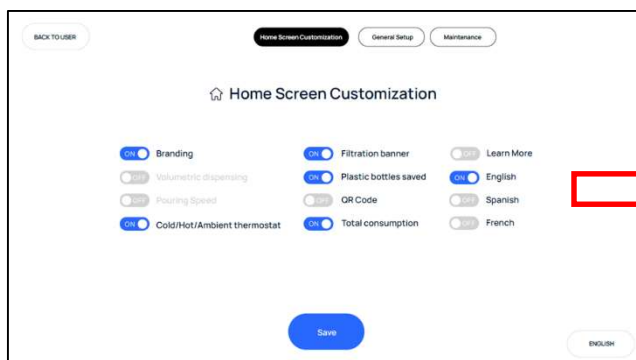 BACK TO USER
Home Screen Customization
General Setup
Maintenance
Home Screen Customization
ON Branding
ON Filtration banner
OFF Learn More
OFF Volumetric dispensing
ON Plastic bottles saved
ON English
OFF Pouring Speed
OFF QR Code
OFF Spanish
ON Cold/Hot/Ambient thermostat
ON Total consumption
OFF French
Save
ENGLISH